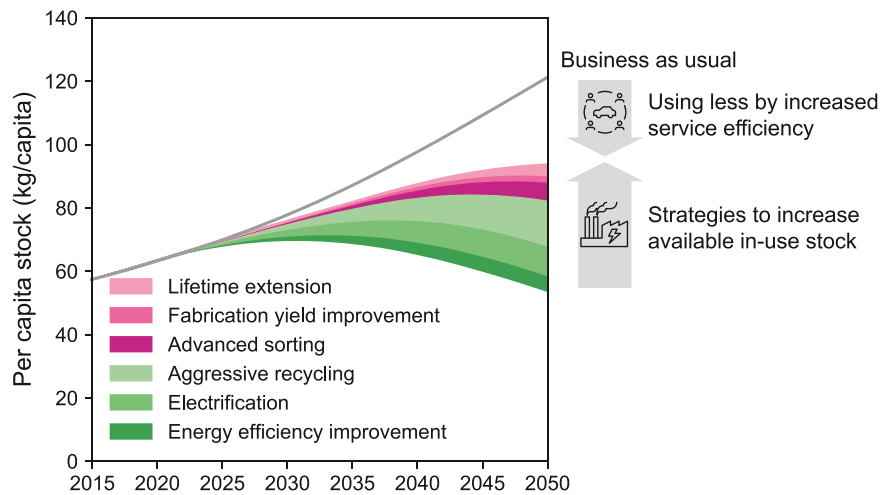 Per capita stock (kg/capita)
140
120
100
80
60
40
20
0
2015 2020 2025 2030 2035 2040 2045 2050
Lifetime extension
Fabrication yield improvement
Advanced sorting
Aggressive recycling
Electrification
Energy efficiency improvement
Business as usual
Using less by increased
service efficiency
Strategies to increase
available in-use stock